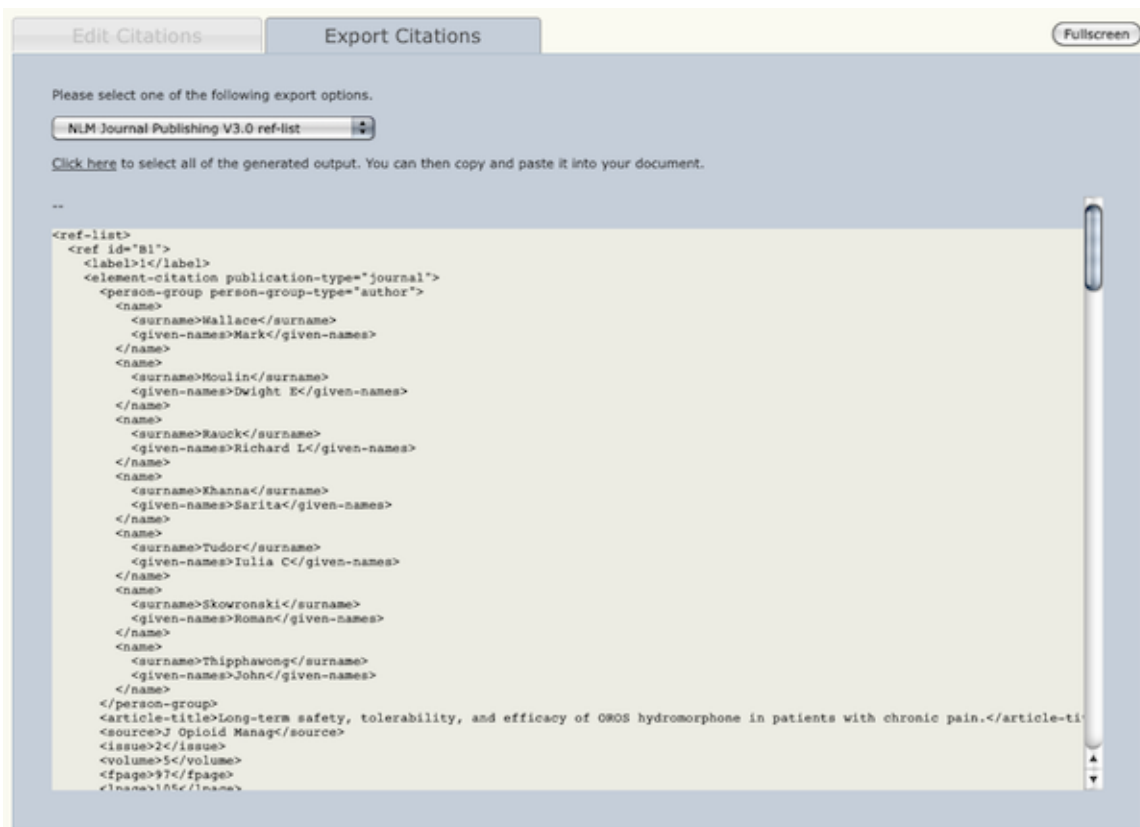 Edit Citations
Export Citations
Fullscreen
Please select one of the following export options.
NLM Journal Publishing V3.0 ref-list
Click here to select all of the generated output. You can then copy and paste it into your document.
--
<ref-list>
<ref id="B1">
<label>1</label>
<element-citation publication-type="journal">
<person-group person-group-type="author">
<name>
<surname>Wallace</surname>
<given-names>Mark</given-names>
</name>
<name>
<surname>Moulin</surname>
<given-names>Dwight E</given-names>
</name>
<name>
<surname>Rauck</surname>
<given-names>Richard L</given-names>
</name>
<name>
<surname>Khanna</surname>
<given-names>Sarita</given-names>
</name>
<name>
<surname>Tudor</surname>
<given-names>Iulia C</given-names>
</name>
<name>
<surname>Skowronski</surname>
<given-names>Roman</given-names>
</name>
<name>
<surname>Thipphawong</surname>
<given-names>John</given-names>
</name>
</person-group>
<article-title>Long-term safety, tolerability, and efficacy of OROS hydromorphone in patients with chronic pain.</article-ti
<source>J Opioid Manag</source>
<issue>2</issue>
<volume>5</volume>
<fpage>97</fpage>
<lpage>105</lpage>